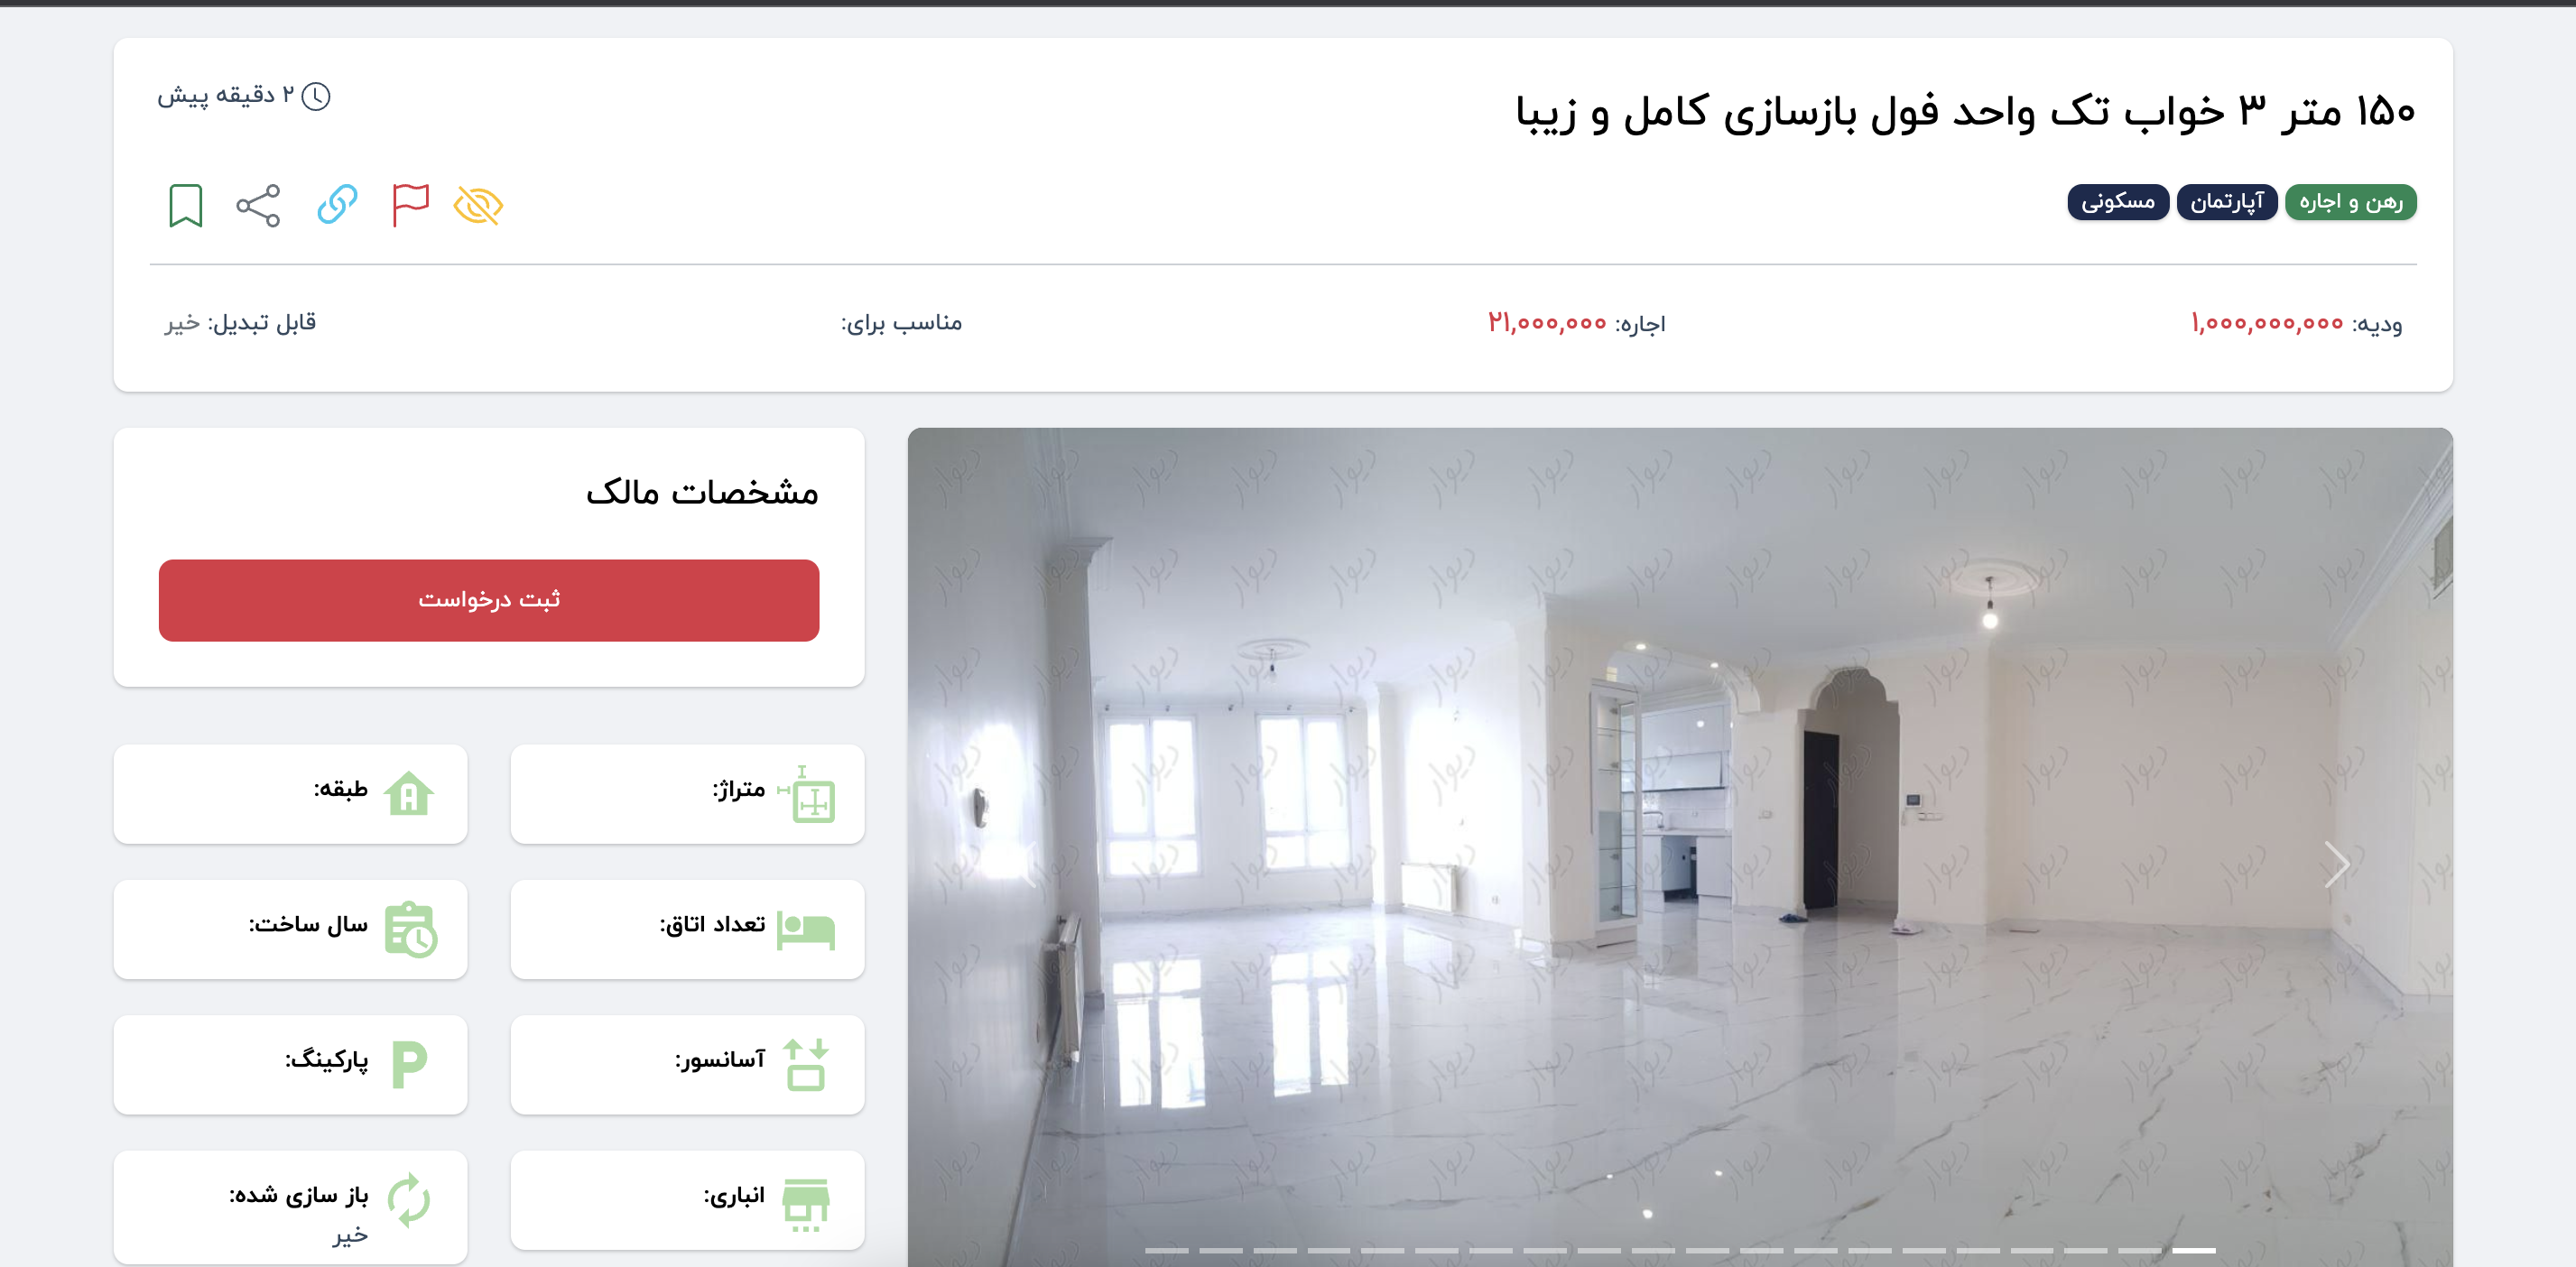 ۱۵۰ متر ۳ خواب تک واحد فول بازسازی کامل و زیبا
۲ دقیقه پیش
رهن و اجاره
آپارتمان
مسکونی
ودیعه: ۱,۰۰۰,۰۰۰,۰۰۰
اجاره: ۲۱,۰۰۰,۰۰۰
مناسب برای:
قابل تبدیل: خیر
دیوار
مشخصات مالک
ثبت درخواست
متراژ:
طبقه:
تعداد اتاق:
سال ساخت:
آسانسور:
پارکینگ:
انباری:
باز سازی شده:
خیر